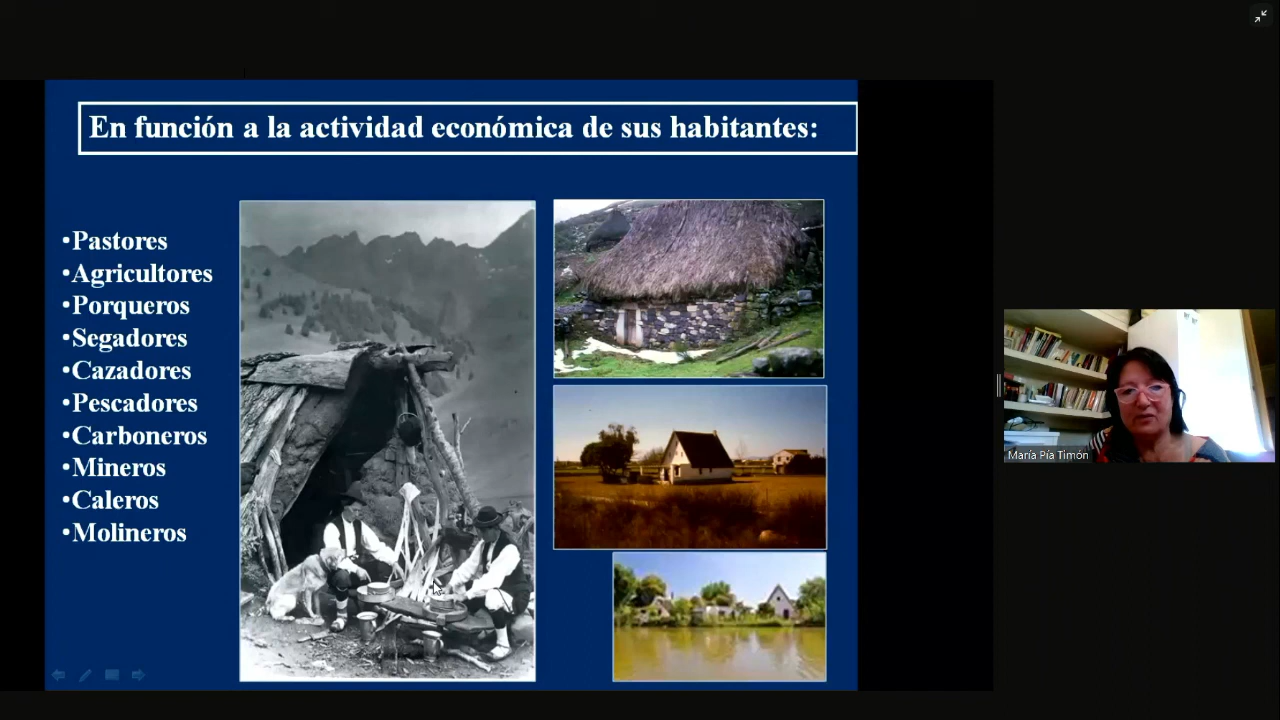 En función a la actividad económica de sus habitantes:
•Pastores
•Agricultores
•Porqueros
•Segadores
•Cazadores
•Pescadores
•Carboneros
•Mineros
•Caleros
•Molineros
María Pía Timón